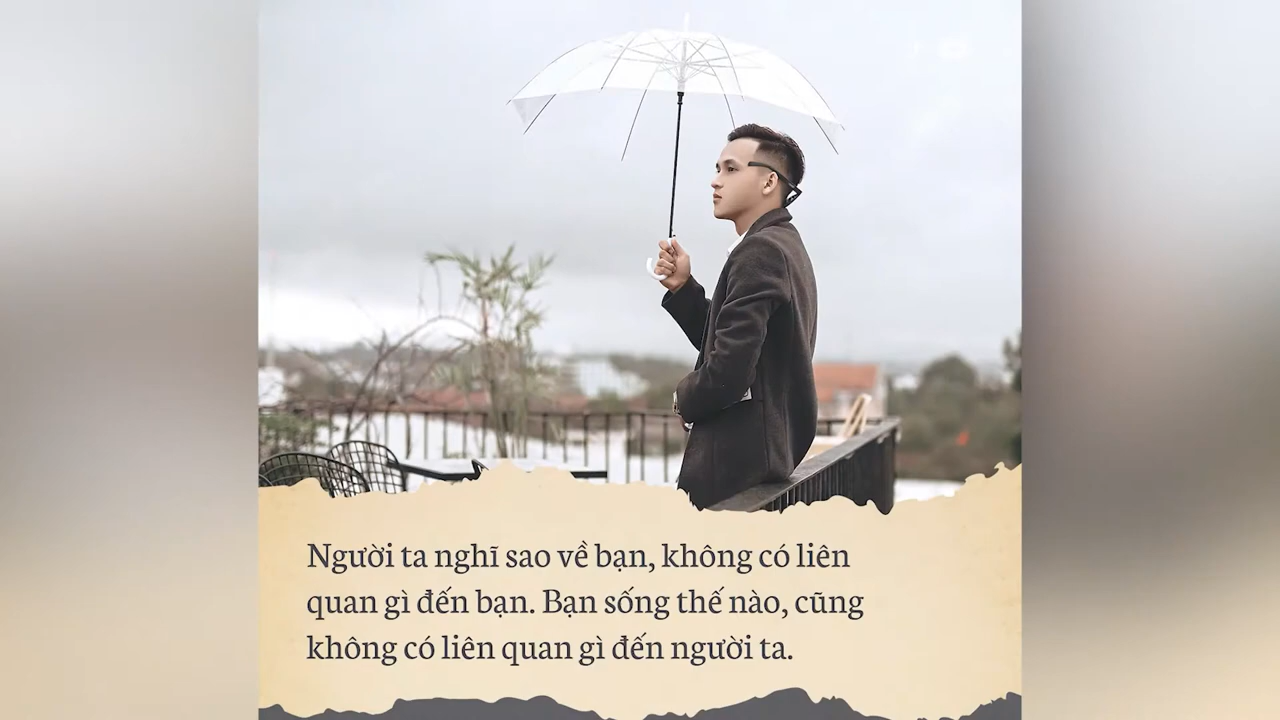 Người ta nghĩ sao về bạn, không có liên
quan gì đến bạn. Bạn sống thế nào, cũng
không có liên quan gì đến người ta.